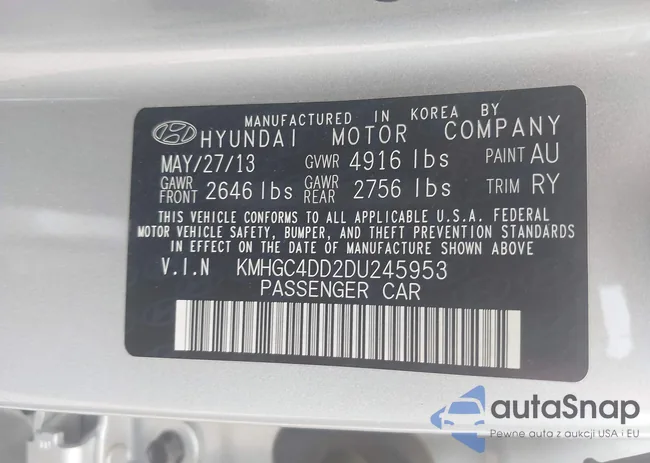 MANUFACTURED IN KOREA BY
HYUNDAI MOTOR COMPANY
MAY/27/13 GVWR 4916 lbs PAINT AU
GAWR FRONT 2646 lbs GAWR REAR 2756 lbs TRIM RY
THIS VEHICLE CONFORMS TO ALL APPLICABLE U.S.A. FEDERAL
MOTOR VEHICLE SAFETY, BUMPER, AND THEFT PREVENTION STANDARDS
IN EFFECT ON THE DATE OF MANUFACTURE SHOWN ABOVE.
V.I.N KMHGC4DD2DU245953
PASSENGER CAR
autaSnap
Pewne auta z aukcji USA i EU